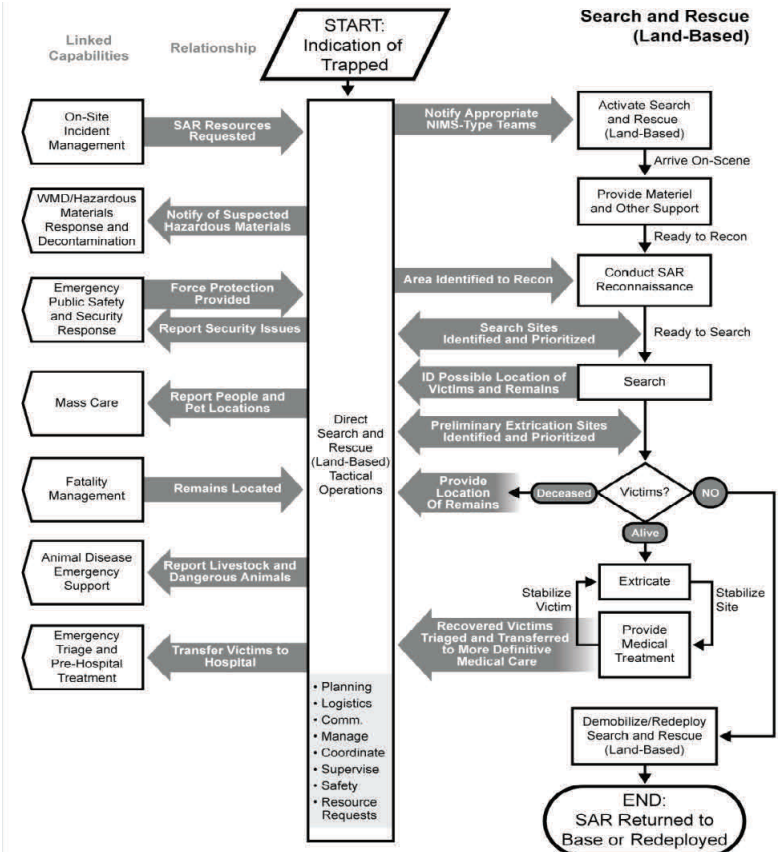 Linked
Capabilities
Relationship
START:
Indication of
Trapped
Search and Rescue
(Land-Based)
On-Site
Incident
Management
SAR Resources
Requested
Notify Appropriate
NIMS-Type Teams
Activate Search
and Rescue
(Land-Based)
Arrive On-Scene
WMD/Hazardous
Materials
Response and
Decontamination
Notify of Suspected
Hazardous Materials
Provide Materiel
and Other Support
Ready to Recon
Emergency
Public Safety
and Security
Response
Force Protection
Provided
Report Security Issues
Area Identified to Recon
Conduct SAR
Reconnaissance
Search Sites
Identified and Prioritized
Ready to Search
Mass Care
Report People and
Pet Locations
ID Possible Location of
Victims and Remains
Search
Direct
Search and
Rescue
(Land-Based)
Tactical
Operations
Preliminary Extrication Sites
Identified and Prioritized
Fatality
Management
Remains Located
Provide
Location
Of Remains
Deceased
Victims?
NO
Alive
Animal Disease
Emergency
Support
Report Livestock and
Dangerous Animals
Stabilize
Victim
Extricate
Stabilize
Site
Emergency
Triage and
Pre-Hospital
Treatment
Transfer Victims to
Hospital
Recovered Victims
Triaged and Transferred
to More Definitive
Medical Care
Provide
Medical
Treatment
• Planning
• Logistics
• Comm.
• Manage
• Coordinate
• Supervise
• Safety
• Resource
Requests
Demobilize/Redeploy
Search and Rescue
(Land-Based)
END:
SAR Returned to
Base or Redeployed